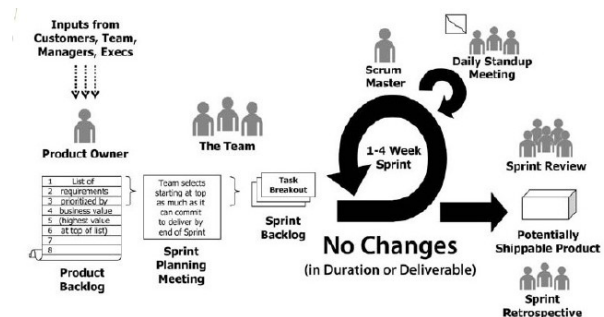 Inputs from
Customers, Team,
Managers, Execs
Product Owner
The Team
1 List of
2 requirements
3 prioritized by
4 business value
5 (highest value
6 at top of list)
7
8
Product
Backlog
Team selects
starting at top
as much as it
can commit
to deliver by
end of Sprint
Sprint
Planning
Meeting
Task
Breakout
Sprint
Backlog
Scrum
Master
Daily Standup
Meeting
1-4 Week
Sprint
No Changes
(in Duration or Deliverable)
Sprint Review
Potentially
Shippable Product
Sprint
Retrospective